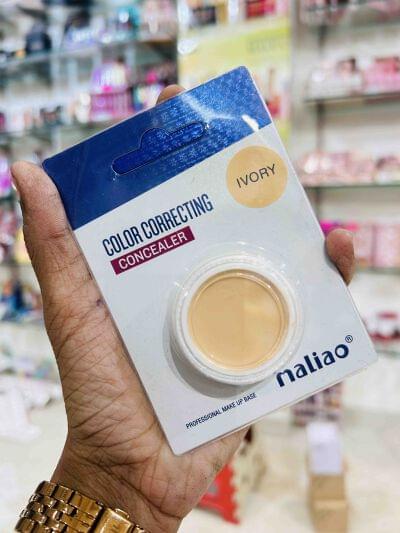 IVORY
COLOR CORRECTING
CONCEALER
maliao®
PROFESSIONAL MAKE UP BASE